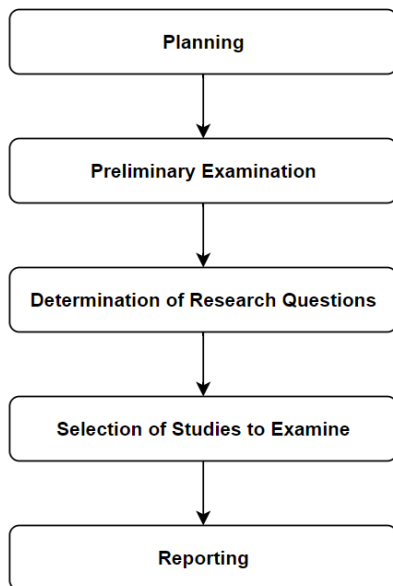 Planning
Preliminary Examination
Determination of Research Questions
Selection of Studies to Examine
Reporting